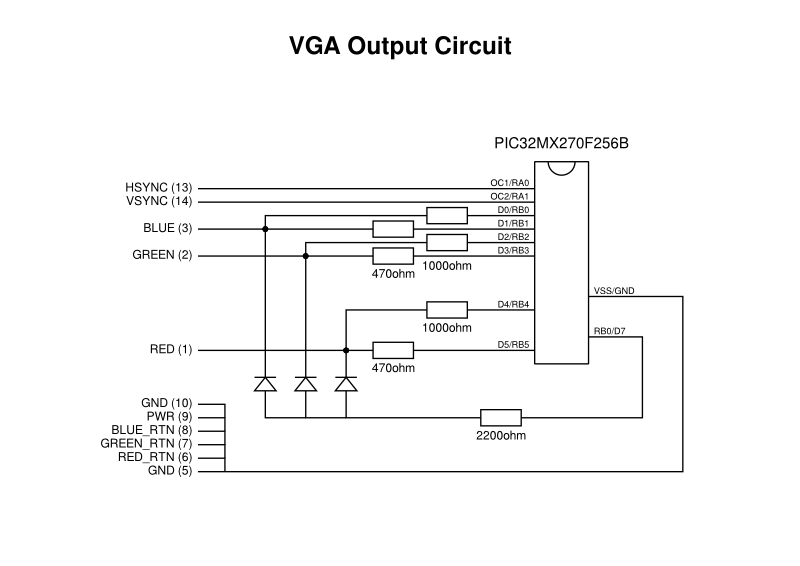 VGA Output Circuit
PIC32MX270F256B
HSYNC (13)
OC1/RA0
VSYNC (14)
OC2/RA1
D0/RB0
BLUE (3)
D1/RB1
D2/RB2
GREEN (2)
D3/RB3
470ohm
1000ohm
VSS/GND
D4/RB4
1000ohm
RB0/D7
RED (1)
D5/RB5
470ohm
GND (10)
PWR (9)
BLUE_RTN (8)
2200ohm
GREEN_RTN (7)
RED_RTN (6)
GND (5)